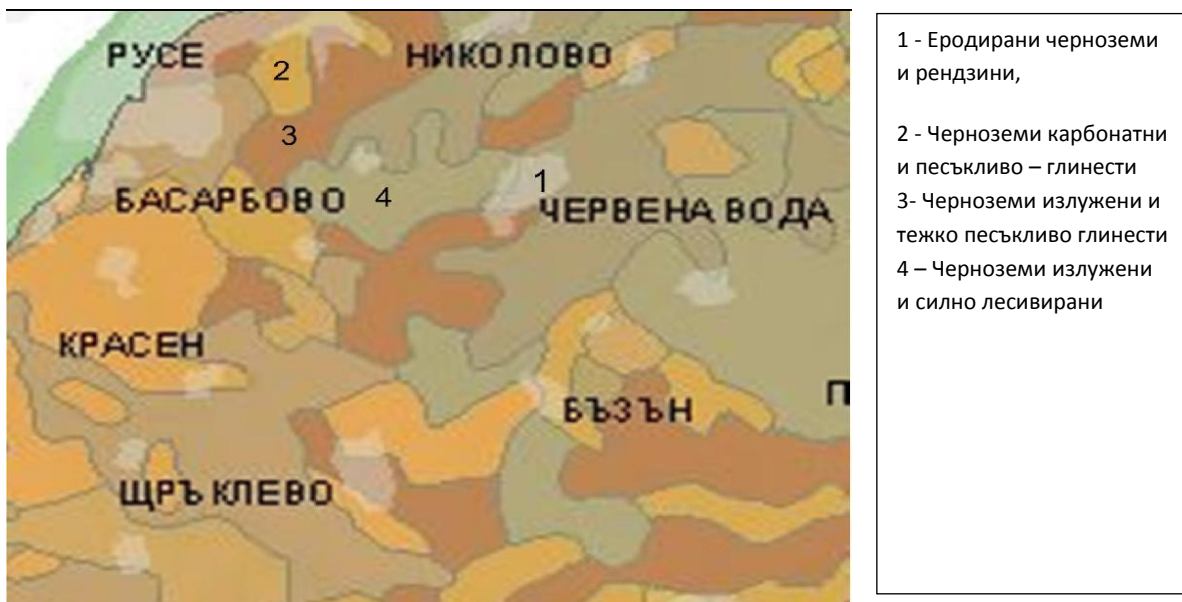 РУСЕ
НИКОЛОВО
2
3
БАСАРБОВО
4
1
ЧЕРВЕНА ВОДА
КРАСЕН
БЪЗЪН
П
ЩРЪКЛЕВО
1 - Еродирани черноземи
и рендзини,
2 - Черноземи карбонатни
и песъкливо – глинести
3- Черноземи излужени и
тежко песъкливо глинести
4 – Черноземи излужени
и силно лесивирани